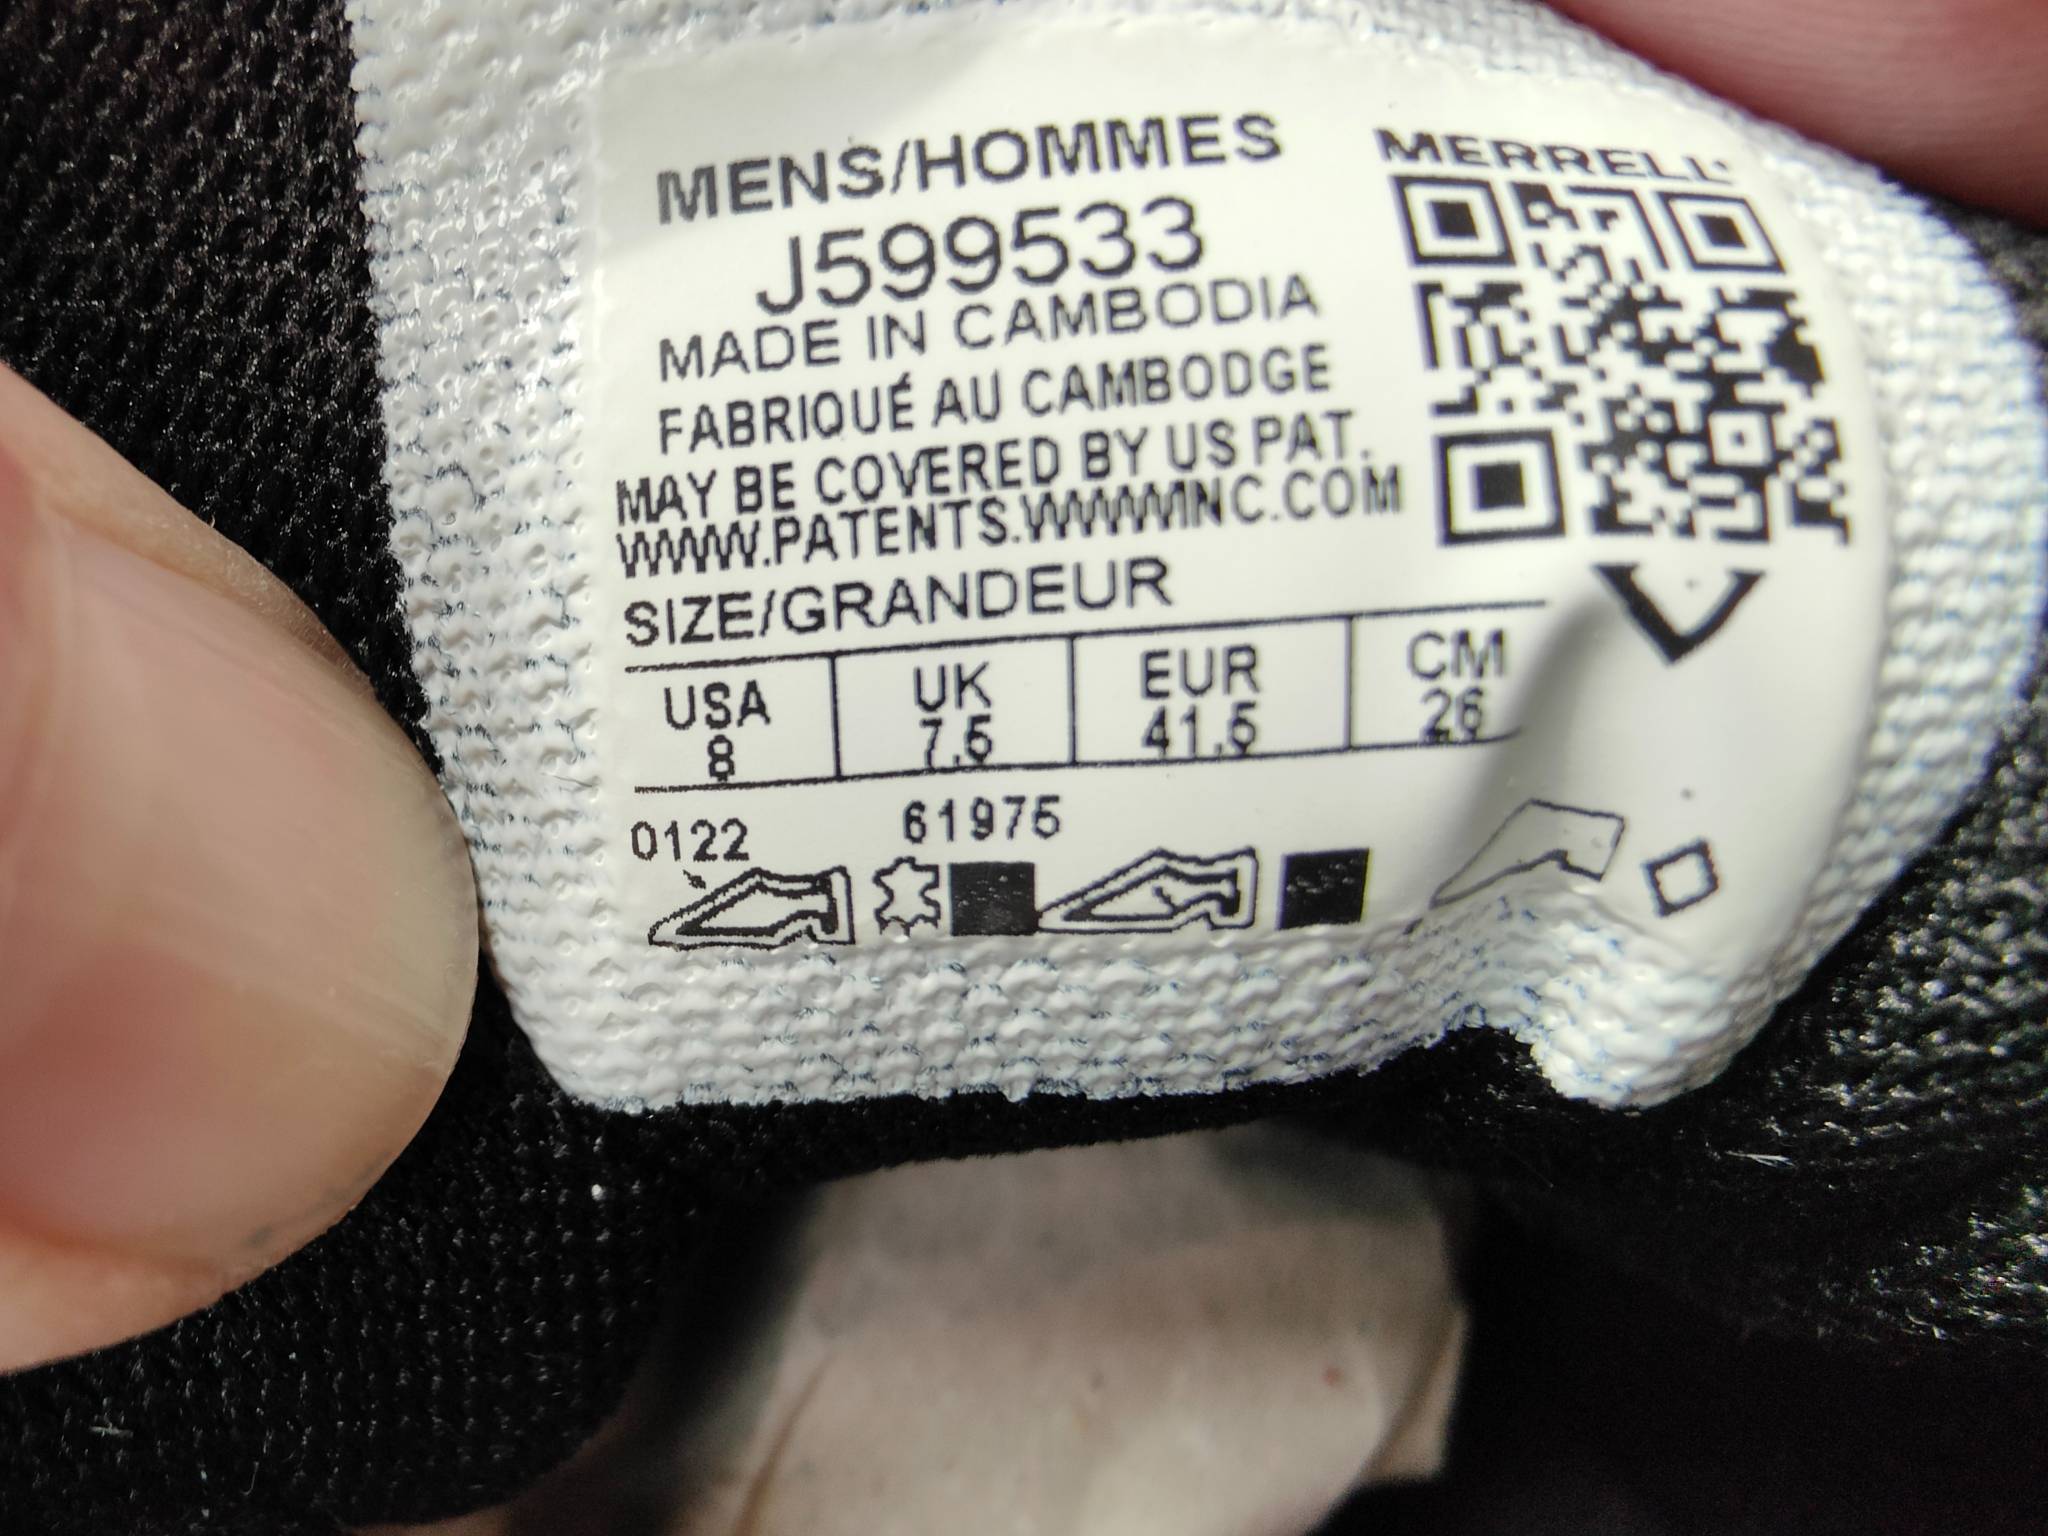 MENS/HOMMES
J599533
MADE IN CAMBODIA
FABRIQUÉ AU CAMBODGE
MAY BE COVERED BY US PAT.
WWW.PATENTS.WWWINC.COM
SIZE/GRANDEUR
USA UK EUR CM
8 7.5 41.5 26
0122 61975
MERRELL